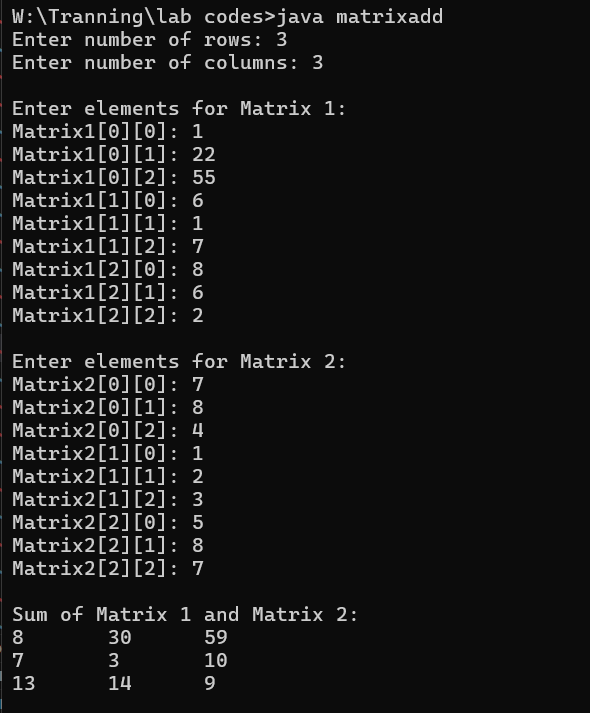 W:\Tranning\lab codes>java matrixadd
Enter number of rows: 3
Enter number of columns: 3
Enter elements for Matrix 1:
Matrix1[0][0]: 1
Matrix1[0][1]: 22
Matrix1[0][2]: 55
Matrix1[1][0]: 6
Matrix1[1][1]: 1
Matrix1[1][2]: 7
Matrix1[2][0]: 8
Matrix1[2][1]: 6
Matrix1[2][2]: 2
Enter elements for Matrix 2:
Matrix2[0][0]: 7
Matrix2[0][1]: 8
Matrix2[0][2]: 4
Matrix2[1][0]: 1
Matrix2[1][1]: 2
Matrix2[1][2]: 3
Matrix2[2][0]: 5
Matrix2[2][1]: 8
Matrix2[2][2]: 7
Sum of Matrix 1 and Matrix 2:
8 30 59
7 3 10
13 14 9